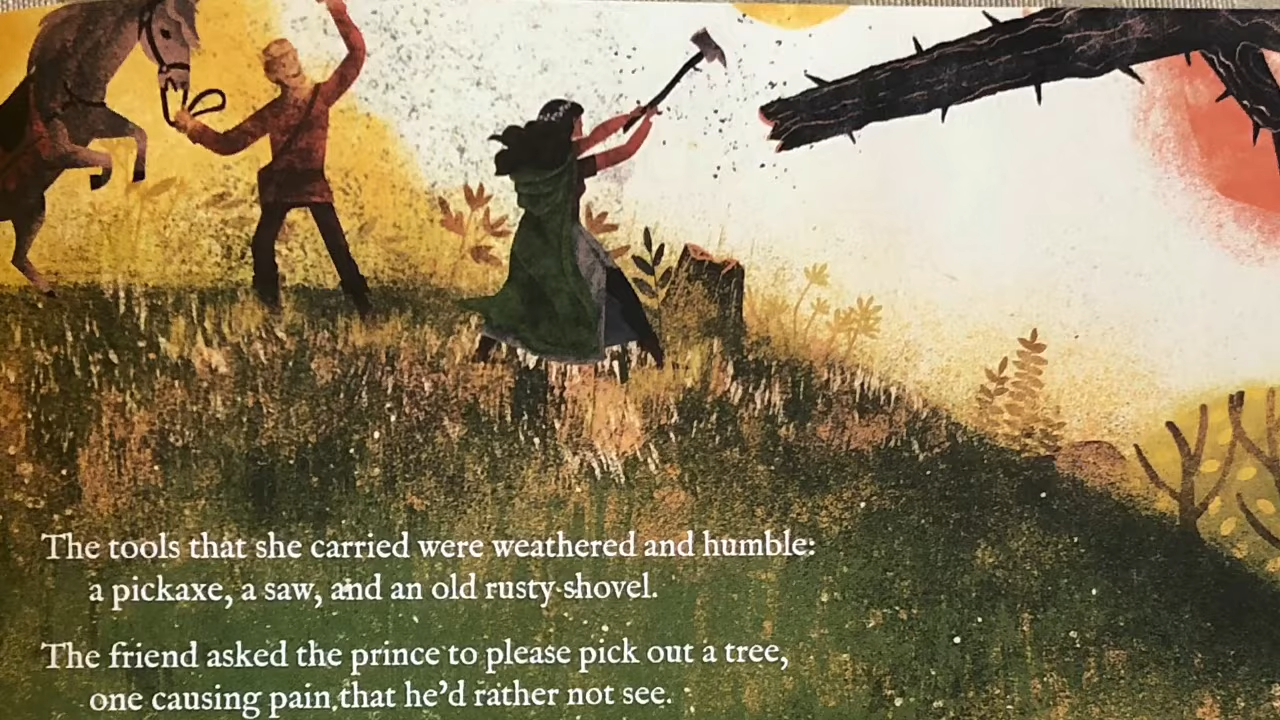 The tools that she carried were weathered and humble:
a pickaxe, a saw, and an old rusty shovel.
The friend asked the prince to please pick out a tree,
one causing pain that he'd rather not see.